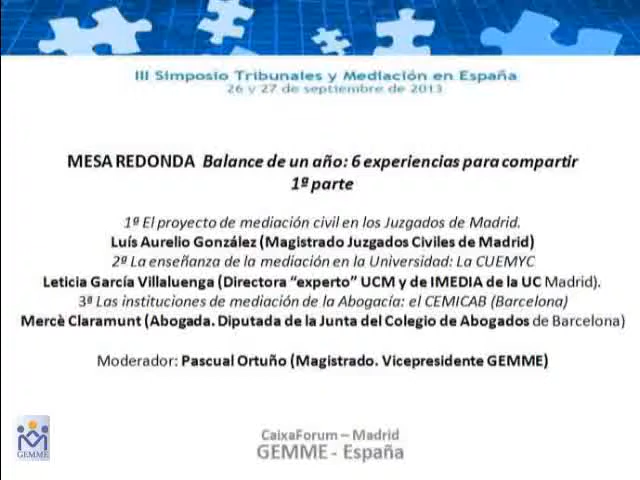 III Simposio Tribunales y Mediación en España
26 y 27 de septiembre de 2013
MESA REDONDA Balance de un año: 6 experiencias para compartir
1ª parte
1º El proyecto de mediación civil en los Juzgados de Madrid.
Luís Aurelio González (Magistrado Juzgados Civiles de Madrid)
2º La enseñanza de la mediación en la Universidad: La CUEMYC
Leticia García Villaluenga (Directora “experto” UCM y de IMEDIA de la UC Madrid).
3ª Las instituciones de mediación de la Abogacía: el CEMICAB (Barcelona)
Mercè Claramunt (Abogada. Diputada de la Junta del Colegio de Abogados de Barcelona)
Moderador: Pascual Ortuño (Magistrado. Vicepresidente GEMME)
CaixaForum – Madrid
GEMME - España
GEMME